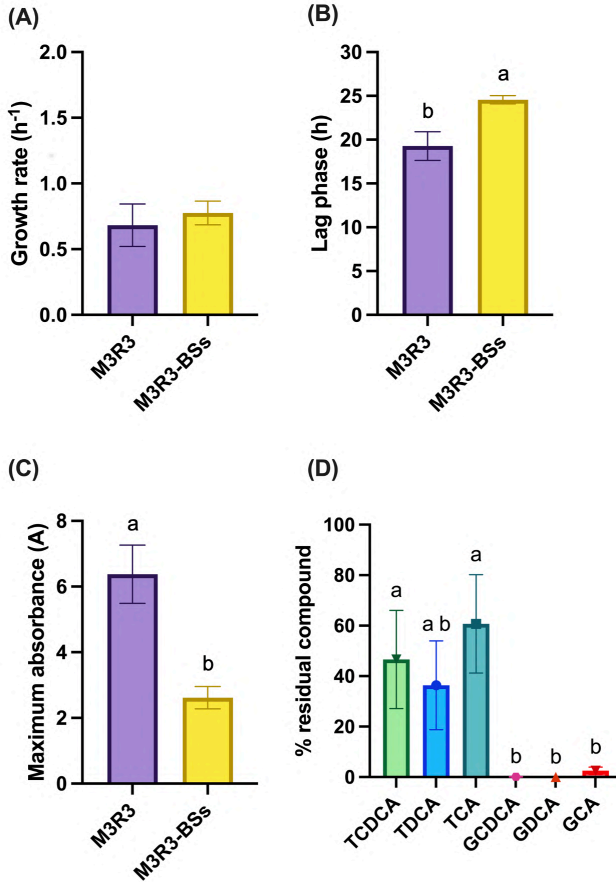 (A)
Growth rate (h-1)
2.0
1.5
1.0
0.5
0.0
M3R3
M3R3-BSs
(B)
Lag phase (h)
30
25
20
15
10
5
0
b
a
M3R3
M3R3-BSs
(C)
Maximum absorbance (A)
8
6
4
2
0
a
b
M3R3
M3R3-BSs
(D)
% residual compound
100
80
60
40
20
0
a
a b
a
b
b
b
TCDCA
TDCA
TCA
GCDCA
GDCA
GCA